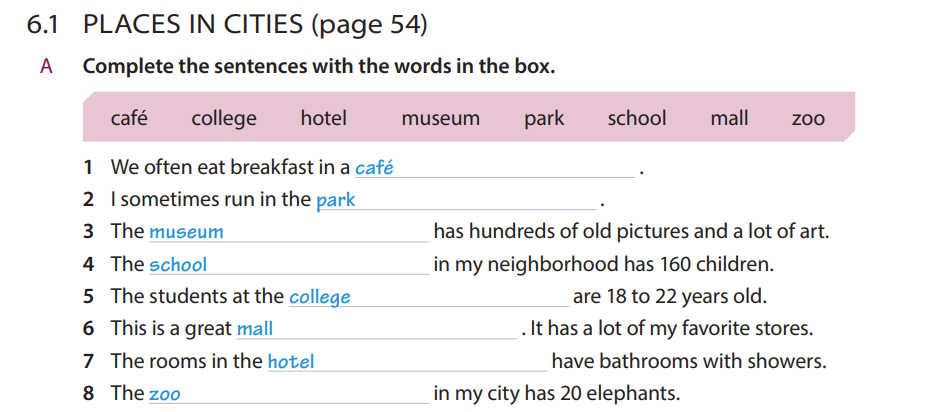 6.1 PLACES IN CITIES (page 54)
A Complete the sentences with the words in the box.
café college hotel museum park school mall zoo
1 We often eat breakfast in a café .
2 I sometimes run in the park .
3 The museum has hundreds of old pictures and a lot of art.
4 The school in my neighborhood has 160 children.
5 The students at the college are 18 to 22 years old.
6 This is a great mall . It has a lot of my favorite stores.
7 The rooms in the hotel have bathrooms with showers.
8 The zoo in my city has 20 elephants.